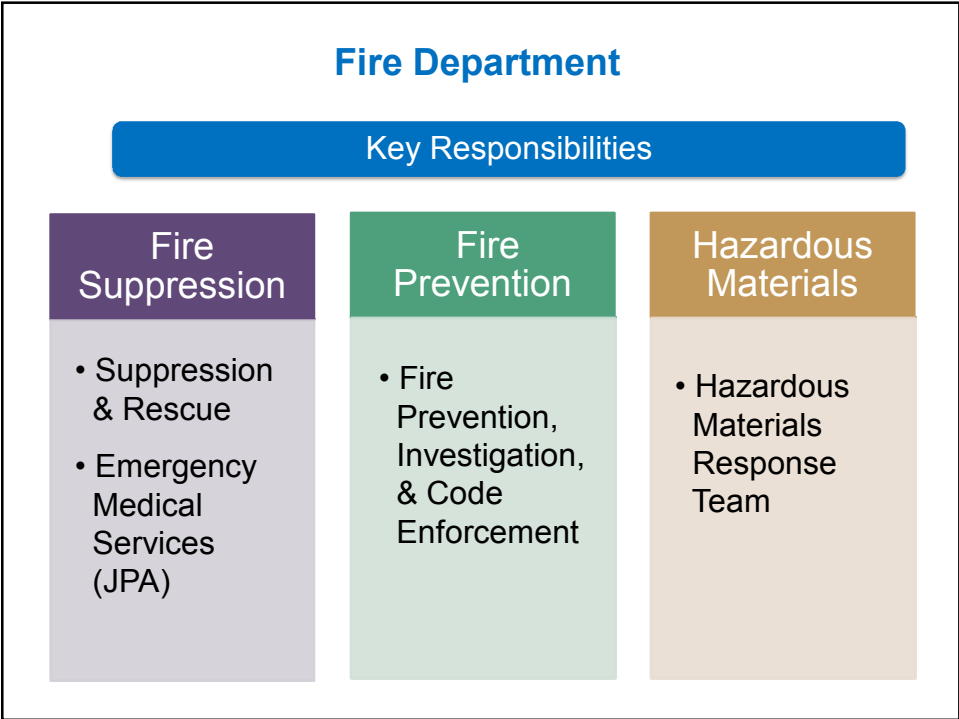 Fire Department
Key Responsibilities
Fire
Suppression
• Suppression
& Rescue
• Emergency
Medical
Services
(JPA)
Fire
Prevention
• Fire
Prevention,
Investigation,
& Code
Enforcement
Hazardous
Materials
• Hazardous
Materials
Response
Team